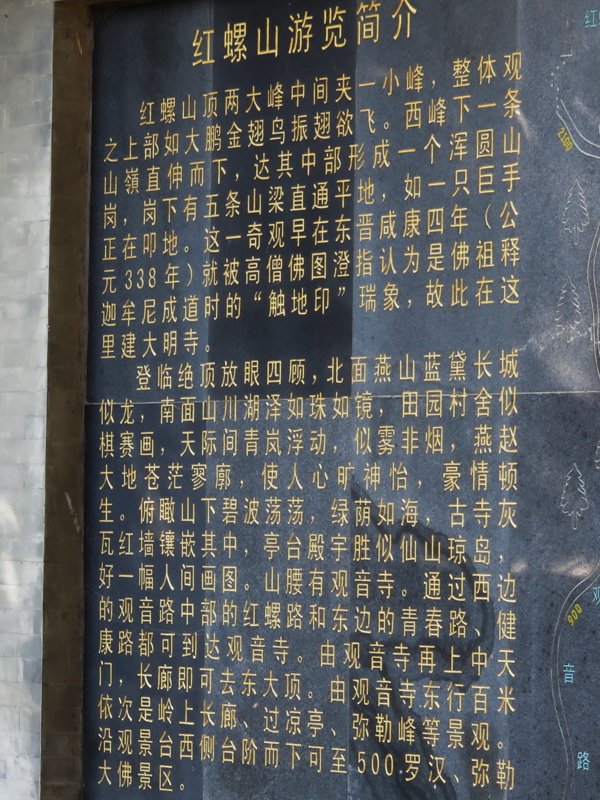 红螺山游览简介
红螺山顶两大峰中间夹一小峰，整体观
之上部如大鹏金翅鸟振翅欲飞。西峰下一条
山嶺直伸而下，达其中部形成一个浑圆山
岗，岗下有五条山梁直通平地，如一只巨手
正在叩地。这一奇观早在东晋咸康四年（公
元338年）就被高僧佛图澄指认为是佛祖释
迦牟尼成道时的“触地印”瑞象，故此在这
里建大明寺。
登临绝顶放眼四顾，北面燕山蓝黛长城
似龙，南面山川湖泽如珠如镜，田园村舍似
棋赛画，天际间青岚浮动，似雾非烟，燕赵
大地苍茫寥廓，使人心旷神怡，豪情顿
生。俯瞰山下碧波荡荡，绿荫如海 古寺灰
瓦红墙镶嵌其中，亭台殿宇胜似仙山琼岛，
好一幅人间画图。山腰有观音寺。通过西边
的观音路中部的红螺路和东边的青春路、健
康路都可到达观音寺。由观音寺再上中天
门，长廊即可去东大顶。由观音寺东行百米
依次是岭上长廊、过凉亭、弥勒峰等景观。
沿观景台西侧台阶而下可至500罗汉、弥勒
大佛景区。
红
2100
900
观
音
路